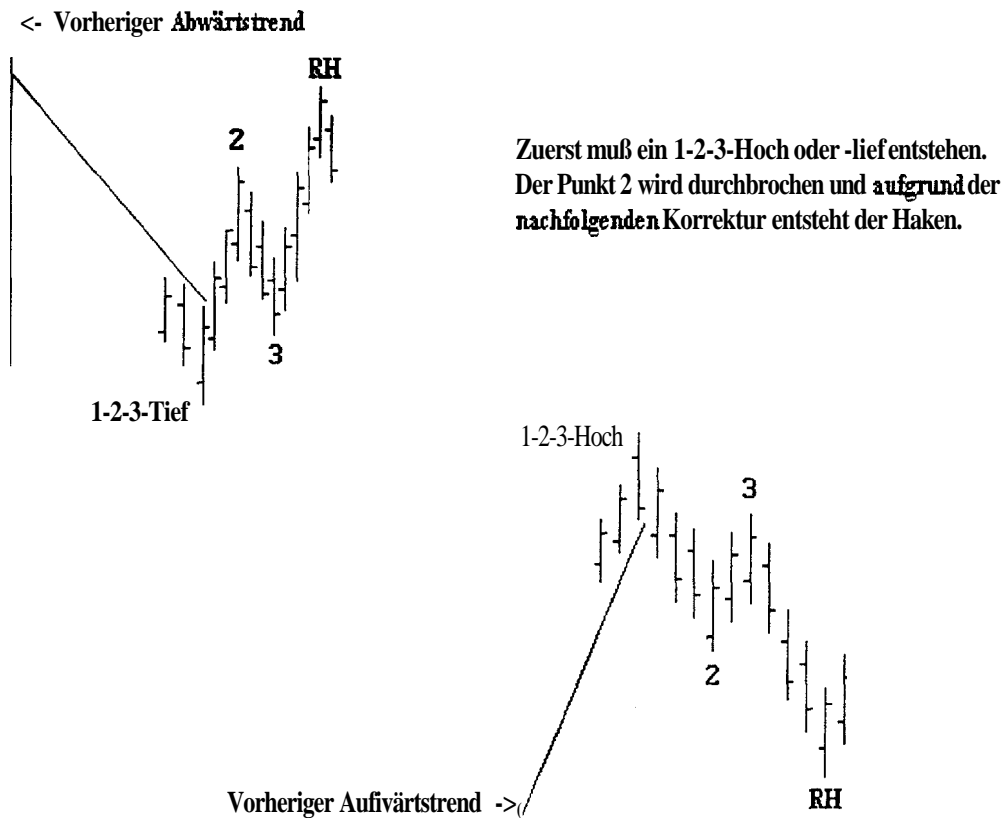 <- Vorheriger Abwärtstrend
RH
2
Zuerst muß ein 1-2-3-Hoch oder -lief entstehen.
Der Punkt 2 wird durchbrochen und aufgrund der
nachfolgenden Korrektur entsteht der Haken.
3
1-2-3-Tief
1-2-3-Hoch
3
2
Vorheriger Aufivärtstrend ->(
RH